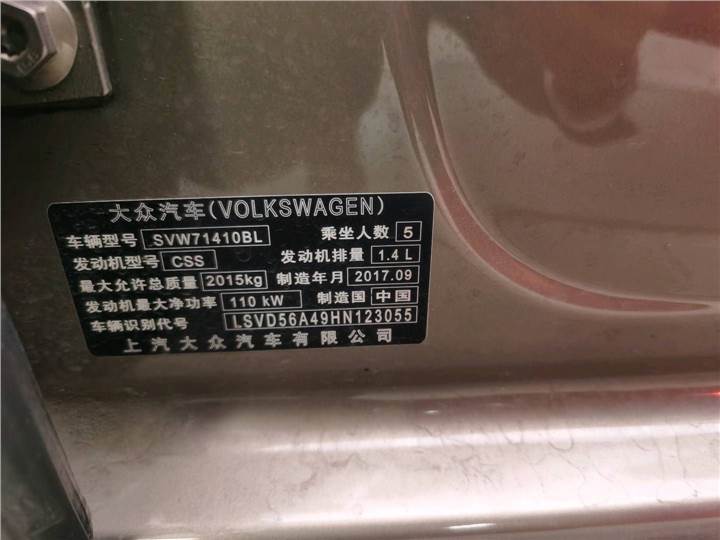 大众汽车(VOLKSWAGEN)
车辆型号 SVW71410BL 乘坐人数 5
发动机型号 CSS 发动机排量 1.4 L
最大允许总质量 2015kg 制造年月 2017.09
发动机最大净功率 110 kW 制造国 中国
车辆识别代号 LSVD56A49HN123055
上汽大众汽车有限公司